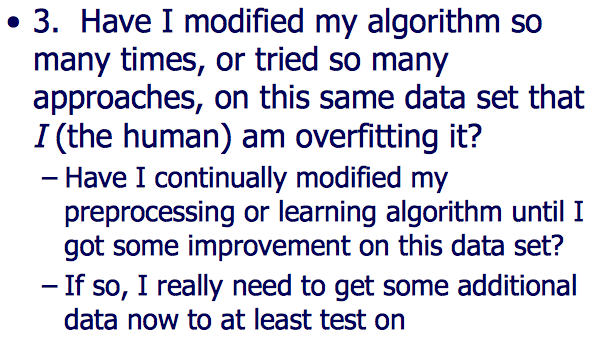 • 3. Have I modified my algorithm so
many times, or tried so many
approaches, on this same data set that
I (the human) am overfitting it?
– Have I continually modified my
preprocessing or learning algorithm until I
got some improvement on this data set?
– If so, I really need to get some additional
data now to at least test on